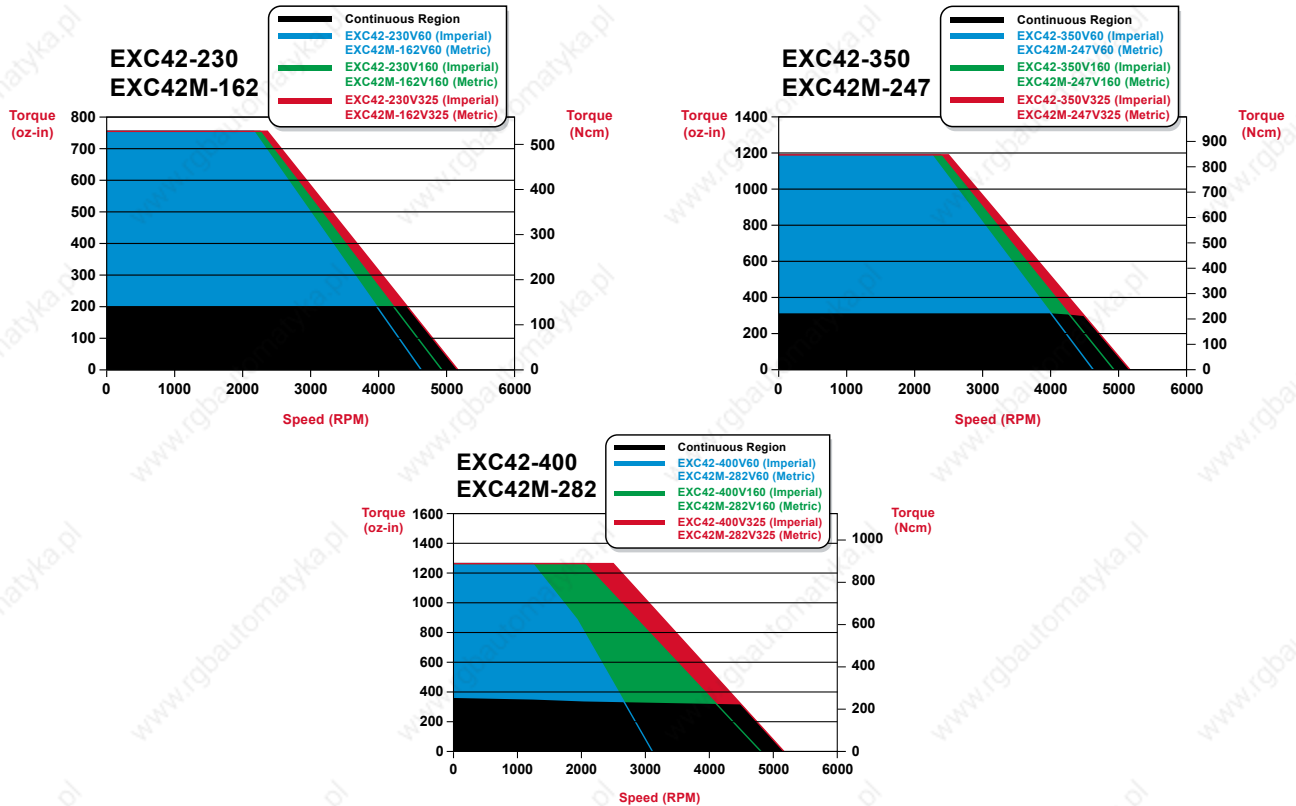 EXC42-230
EXC42M-162
Continuous Region
EXC42-230V60 (Imperial)
EXC42M-162V60 (Metric)
EXC42-230V160 (Imperial)
EXC42M-162V160 (Metric)
EXC42-230V325 (Imperial)
EXC42M-162V325 (Metric)
Torque
(oz-in)
Torque
(Ncm)
800
700
600
500
400
300
200
100
0
500
400
300
200
100
0
0 1000 2000 3000 4000 5000 6000
Speed (RPM)
EXC42-350
EXC42M-247
Continuous Region
EXC42-350V60 (Imperial)
EXC42M-247V60 (Metric)
EXC42-350V160 (Imperial)
EXC42M-247V160 (Metric)
EXC42-350V325 (Imperial)
EXC42M-247V325 (Metric)
Torque
(oz-in)
Torque
(Ncm)
1400
1200
1000
800
600
400
200
0
900
800
700
600
500
400
300
200
100
0
0 1000 2000 3000 4000 5000 6000
Speed (RPM)
EXC42-400
EXC42M-282
Continuous Region
EXC42-400V60 (Imperial)
EXC42M-282V60 (Metric)
EXC42-400V160 (Imperial)
EXC42M-282V160 (Metric)
EXC42-400V325 (Imperial)
EXC42M-282V325 (Metric)
Torque
(oz-in)
Torque
(Ncm)
1600
1400
1200
1000
800
600
400
200
0
1000
800
600
400
200
0
0 1000 2000 3000 4000 5000 6000
Speed (RPM)
www.rgbautomatyka.pl